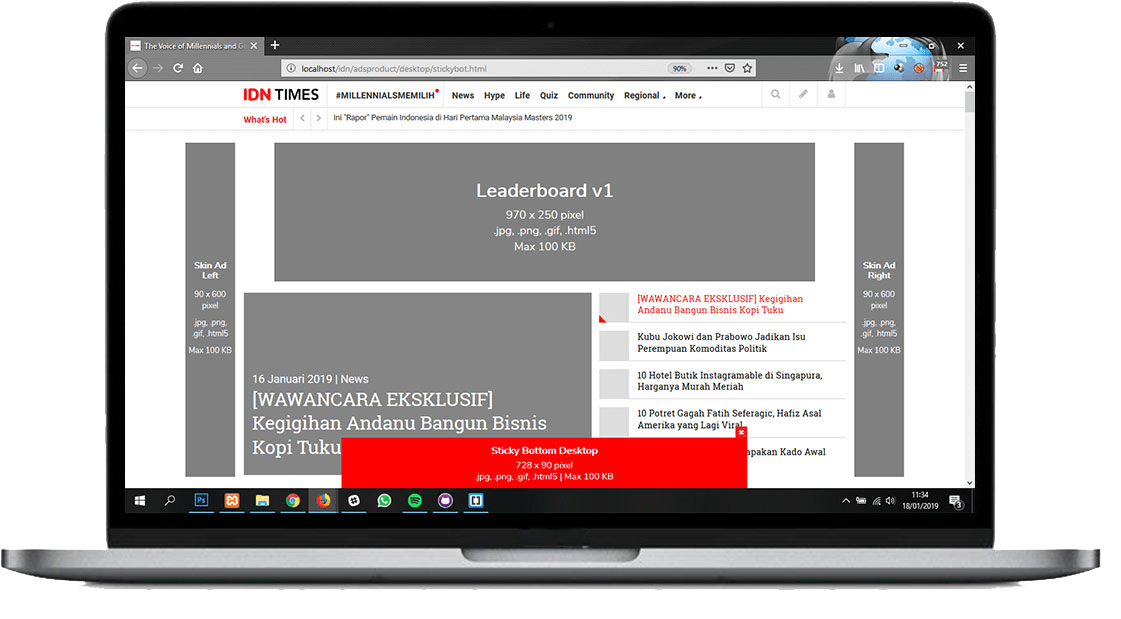 The Voice of Millennials and G
localhost/idn/adsproduct/desktop/stickybot.html
90%
752
IDN TIMES
#MILLENNIALSMEMILIH
News
Hype
Life
Quiz
Community
Regional
More
What's Hot
Ini "Rapor" Pemain Indonesia di Hari Pertama Malaysia Masters 2019
Skin Ad
Left
90 x 600
pixel
.jpg, .png,
.gif, .html5
Max 100 KB
Leaderboard v1
970 x 250 pixel
.jpg, .png, .gif, .html5
Max 100 KB
Skin Ad
Right
90 x 600
pixel
.jpg, .png,
.gif, .html5
Max 100 KB
16 Januari 2019 | News
[WAWANCARA EKSKLUSIF]
Kegigihan Andanu Bangun Bisnis
Kopi Tuku
[WAWANCARA EKSKLUSIF] Kegigihan
Andanu Bangun Bisnis Kopi Tuku
Kubu Jokowi dan Prabowo Jadikan Isu
Perempuan Komoditas Politik
10 Hotel Butik Instagramable di Singapura,
Harganya Murah Meriah
10 Potret Gagah Fatih Seferagic, Hafiz Asal
Amerika yang Lagi Viral
apakan Kado Awal
Sticky Bottom Desktop
728 x 90 pixel
.jpg, .png, .gif, .html5 | Max 100 KB
Ps
11:34
18/01/2019
3